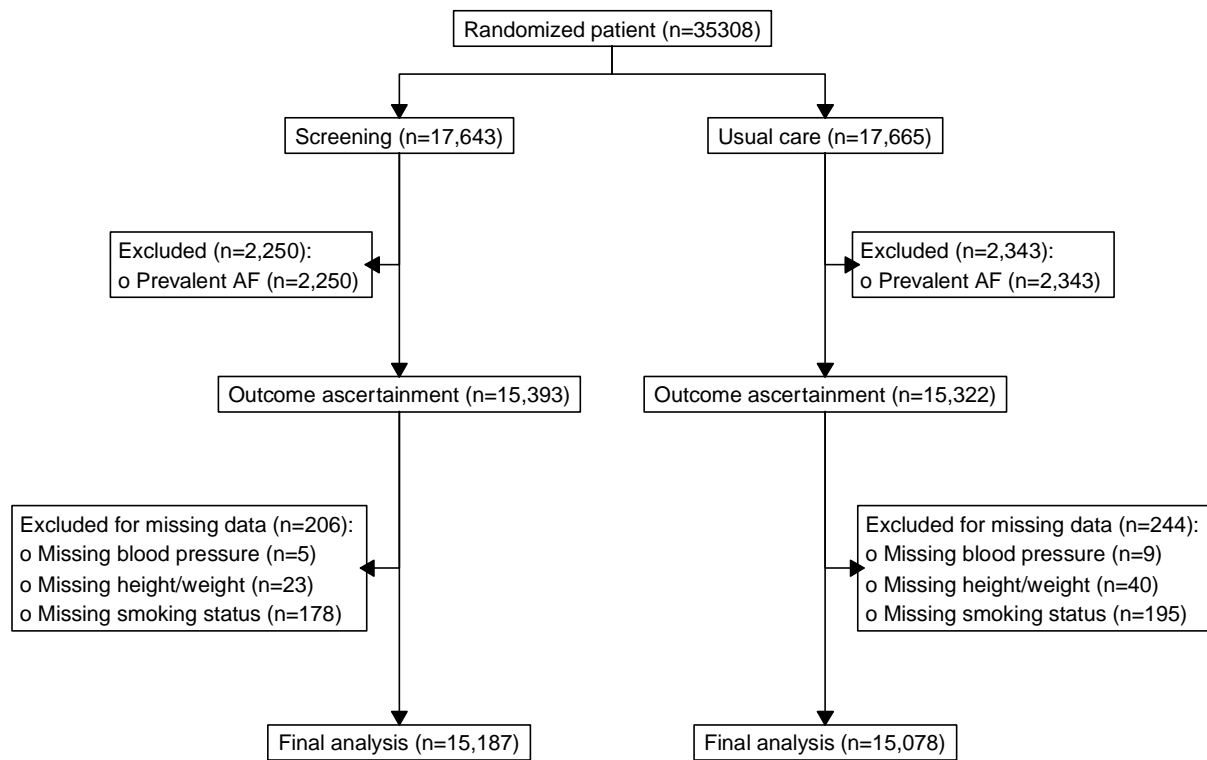 Randomized patient (n=35308)
Screening (n=17,643)
Usual care (n=17,665)
Excluded (n=2,250):
o Prevalent AF (n=2,250)
Excluded (n=2,343):
o Prevalent AF (n=2,343)
Outcome ascertainment (n=15,393)
Outcome ascertainment (n=15,322)
Excluded for missing data (n=206):
o Missing blood pressure (n=5)
o Missing height/weight (n=23)
o Missing smoking status (n=178)
Excluded for missing data (n=244):
o Missing blood pressure (n=9)
o Missing height/weight (n=40)
o Missing smoking status (n=195)
Final analysis (n=15,187)
Final analysis (n=15,078)